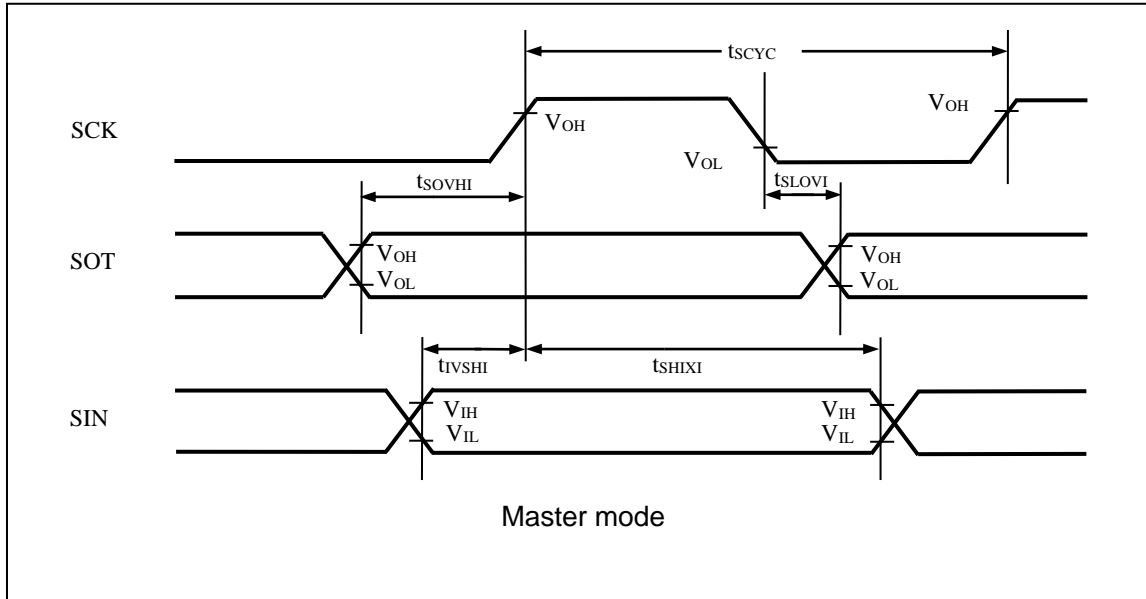 tSCYC
SCK
VOH
VOH
VOL
tSOVHI
tSLOVI
SOT
VOH
VOL
VOH
VOL
tIVSHI
tSHIXI
SIN
VIH
VIL
VIH
VIL
Master mode